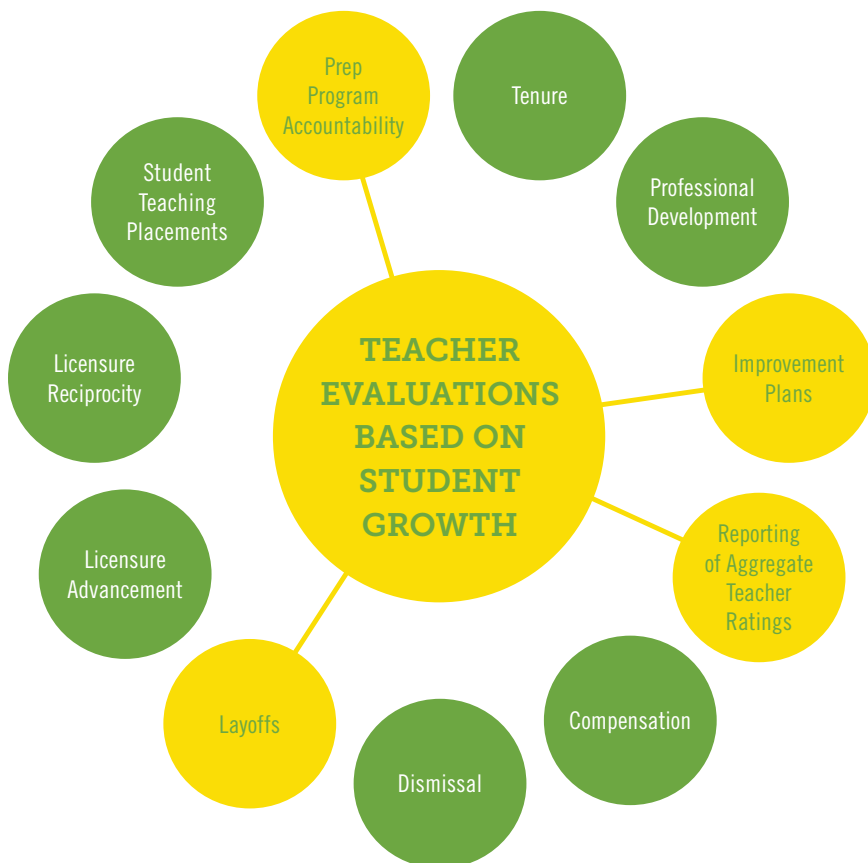 Prep
Program
Accountability
Tenure
Professional
Development
Improvement
Plans
Reporting
of Aggregate
Teacher
Ratings
Compensation
Dismissal
Layoffs
Licensure
Advancement
Licensure
Reciprocity
Student
Teaching
Placements
TEACHER
EVALUATIONS
BASED ON
STUDENT
GROWTH